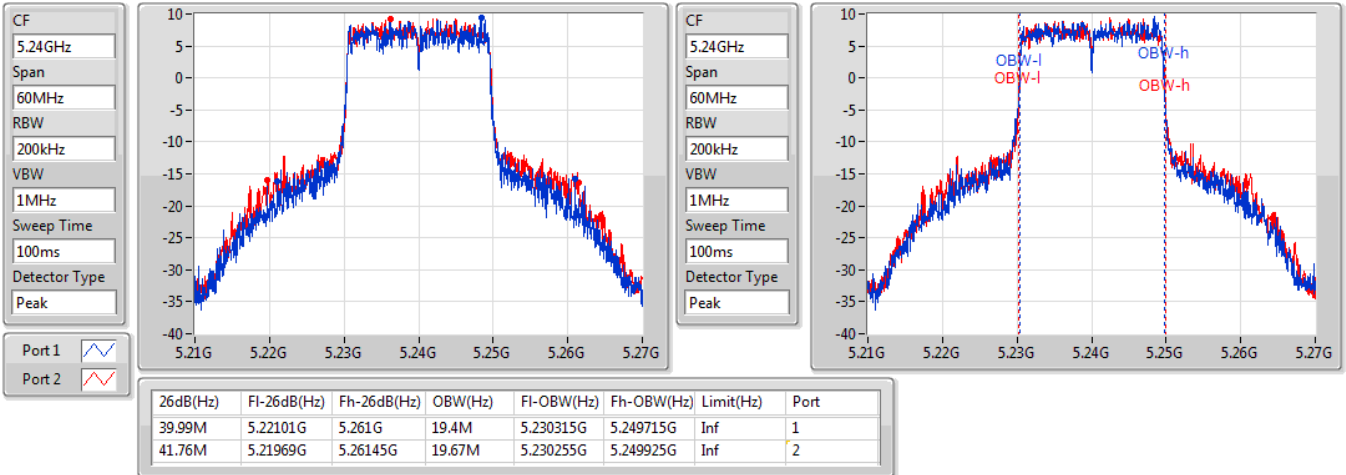 CF
5.24GHz
Span
60MHz
RBW
200kHz
VBW
1MHz
Sweep Time
100ms
Detector Type
Peak
Port 1
Port 2
10
5
0
-5
-10
-15
-20
-25
-30
-35
-40
5.21G 5.22G 5.23G 5.24G 5.25G 5.26G 5.27G
CF
5.24GHz
Span
60MHz
RBW
200kHz
VBW
1MHz
Sweep Time
100ms
Detector Type
Peak
10
5
0
-5
-10
-15
-20
-25
-30
-35
-40
OBW-l
OBW-l
OBW-h
OBW-h
5.21G 5.22G 5.23G 5.24G 5.25G 5.26G 5.27G
26dB(Hz) Fl-26dB(Hz) Fh-26dB(Hz) OBW(Hz) Fl-OBW(Hz) Fh-OBW(Hz) Limit(Hz) Port
39.99M 5.22101G 5.261G 19.4M 5.230315G 5.249715G Inf 1
41.76M 5.21969G 5.26145G 19.67M 5.230255G 5.249925G Inf 2